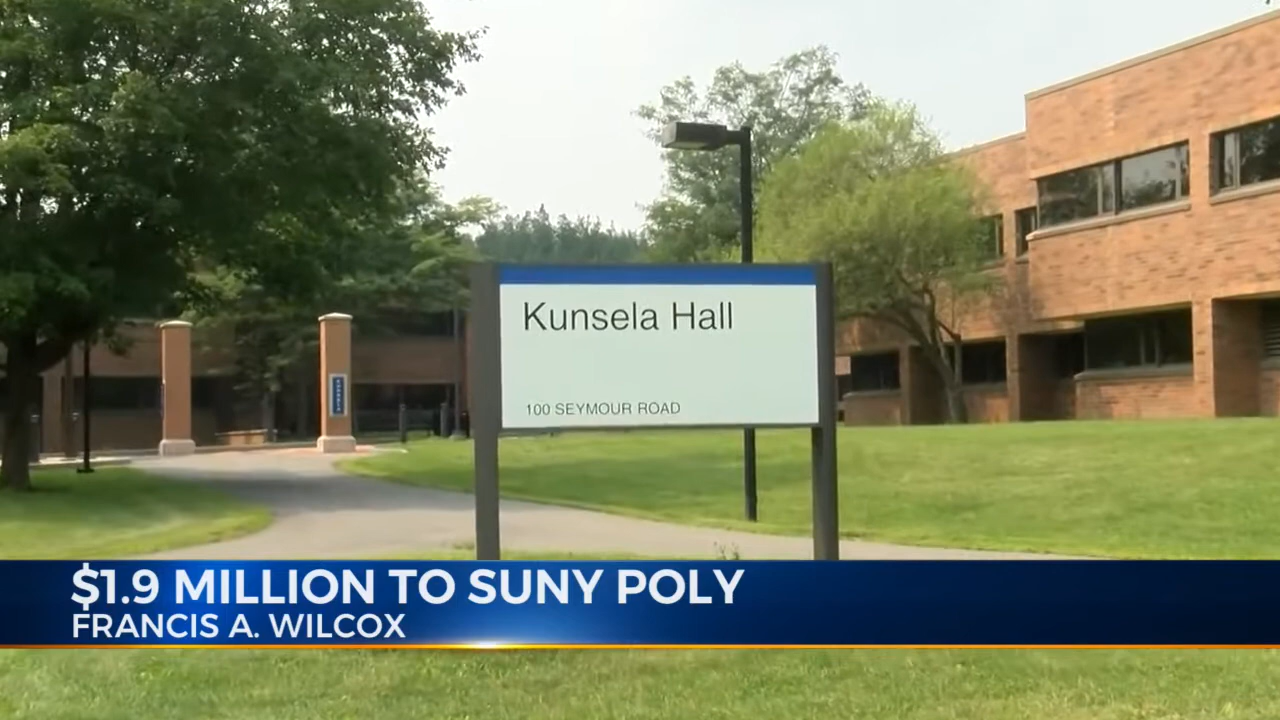 Kunsela Hall
100 SEYMOUR ROAD
$1.9 MILLION TO SUNY POLY
FRANCIS A. WILCOX